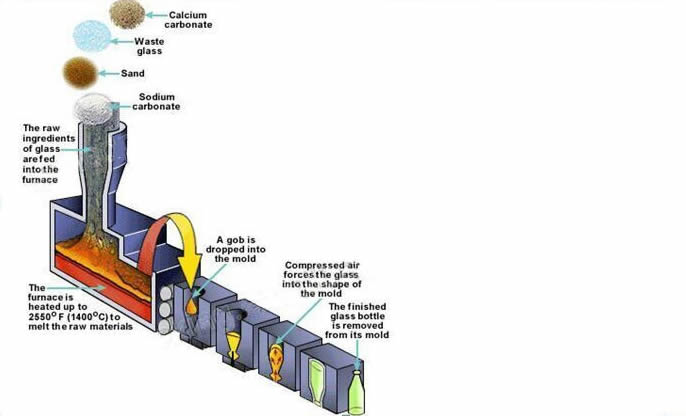 Calcium
carbonate
Waste
glass
Sand
Sodium
carbonate
The raw
ingredients
of glass
are fed
into the
furnace
A gob is
dropped into
the mold
Compressed air
forces the glass
into the shape of
the mold
The
furnace is
heated up to
2550°F (1400°C) to
melt the raw materials
The finished
glass bottle
is removed
from its mold